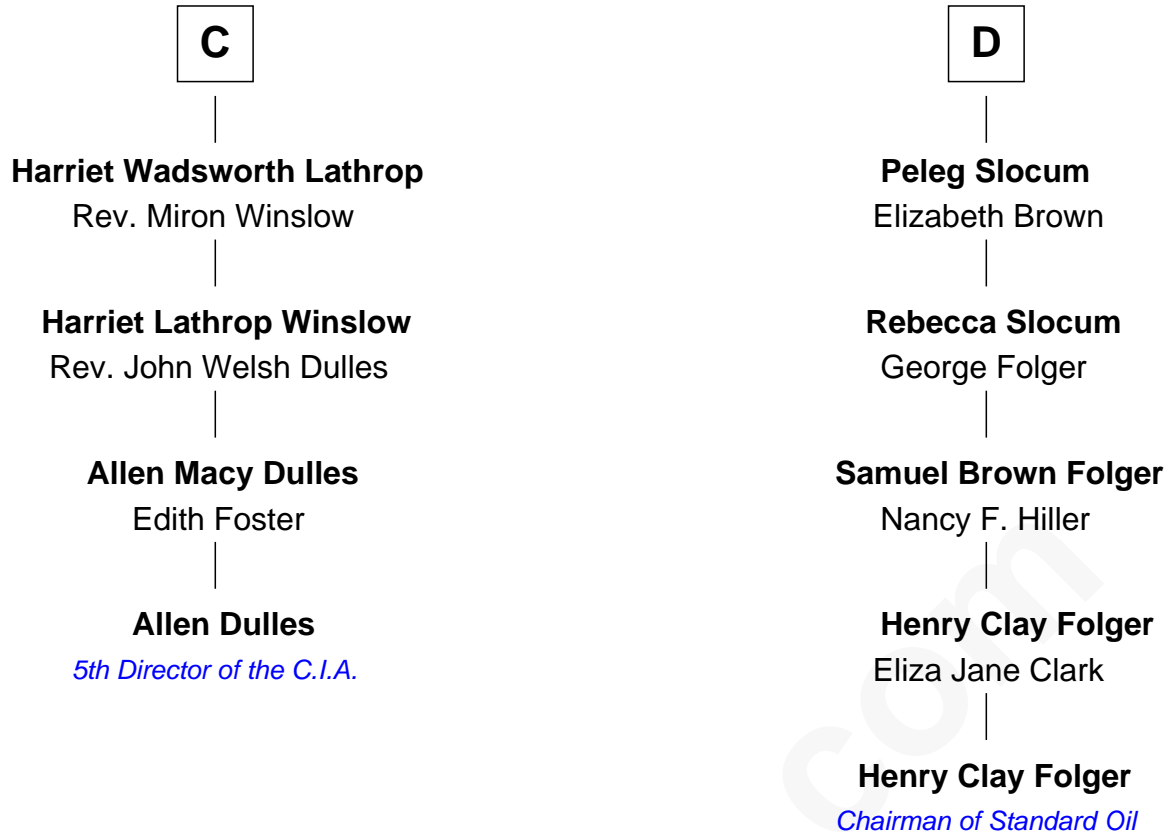 C
Harriet Wadsworth Lathrop
Rev. Miron Winslow
Harriet Lathrop Winslow
Rev. John Welsh Dulles
Allen Macy Dulles
Edith Foster
Allen Dulles
5th Director of the C.I.A.
D
Peleg Slocum
Elizabeth Brown
Rebecca Slocum
George Folger
Samuel Brown Folger
Nancy F. Hiller
Henry Clay Folger
Eliza Jane Clark
Henry Clay Folger
Chairman of Standard Oil
com